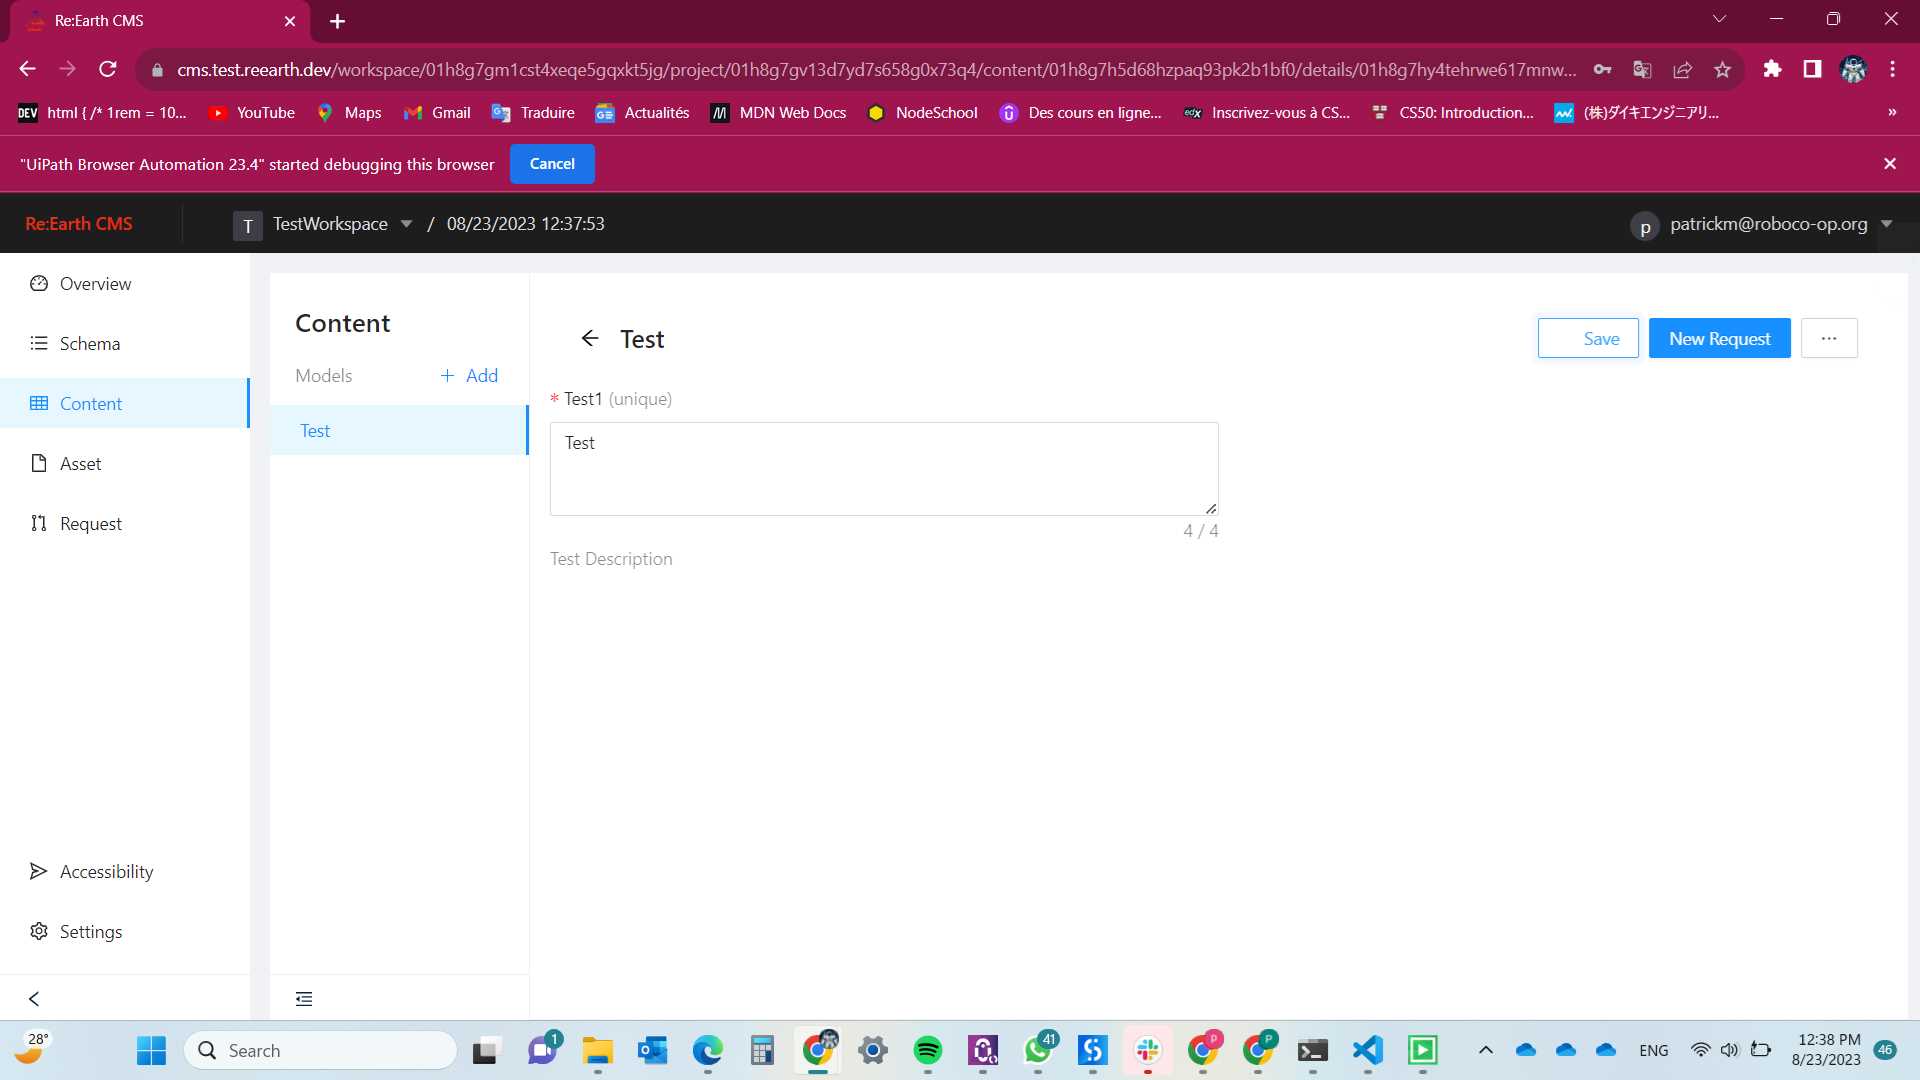 Re:Earth CMS
cms.test.reearth.dev/workspace/01h8g7gm1cst4xeqe5gqxkt5jg/project/01h8g7gv13d7yd7s658g0x73q4/content/01h8g7h5d68hzpaq93pk2b1bf0/details/01h8g7hy4tehrwe617mnw...
DEV html { /* 1rem = 10... YouTube Maps Gmail Traduire Actualités MDN Web Docs NodeSchool Des cours en ligne... edX Inscrivez-vous à CS... CS50: Introduction... (株)ダイキエンジニアリ... »
"UiPath Browser Automation 23.4" started debugging this browser Cancel
Re:Earth CMS T TestWorkspace / 08/23/2023 12:37:53 p patrickm@roboco-op.org
Overview
Schema
Content
Asset
Request
Accessibility
Settings
Content
Models + Add
Test
Test
Save New Request ...
* Test1 (unique)
Test
4 / 4
Test Description
28°
Search
1
41
P
P
ENG
12:38 PM
8/23/2023
46